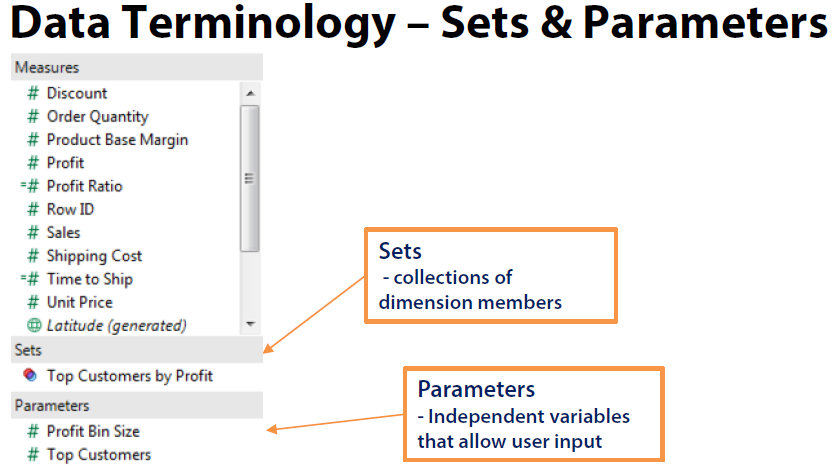 Data Terminology – Sets & Parameters
Measures
# Discount
# Order Quantity
# Product Base Margin
# Profit
=# Profit Ratio
# Row ID
# Sales
# Shipping Cost
=# Time to Ship
# Unit Price
Latitude (generated)
Sets
Top Customers by Profit
Parameters
# Profit Bin Size
# Top Customers
Sets
- collections of
dimension members
Parameters
- Independent variables
that allow user input